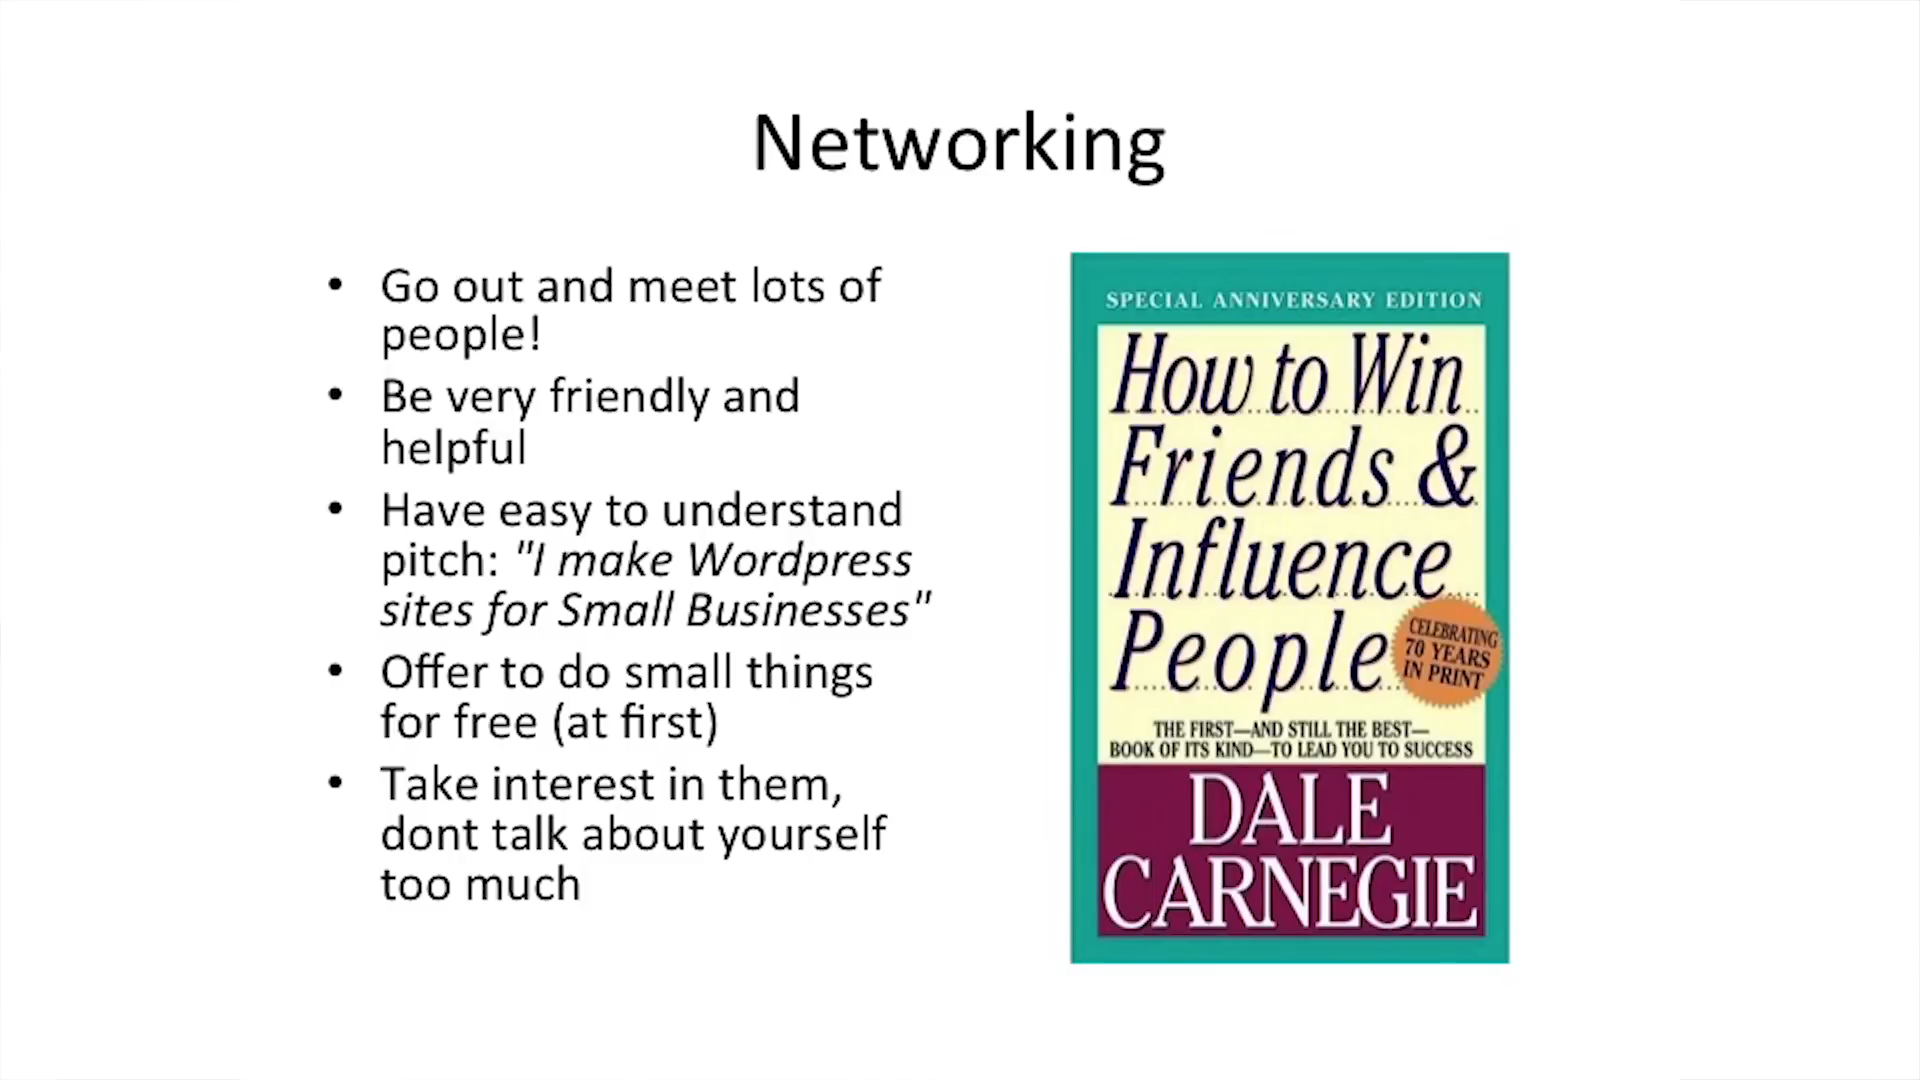 Networking
• Go out and meet lots of
people!
• Be very friendly and
helpful
• Have easy to understand
pitch: "I make Wordpress
sites for Small Businesses"
• Offer to do small things
for free (at first)
• Take interest in them,
dont talk about yourself
too much
SPECIAL ANNIVERSARY EDITION
How to Win
Friends &
Influence
People
CELEBRATING
70 YEARS
IN PRINT
THE FIRST—AND STILL THE BEST—
BOOK OF ITS KIND—TO LEAD YOU TO SUCCESS
DALE
CARNEGIE